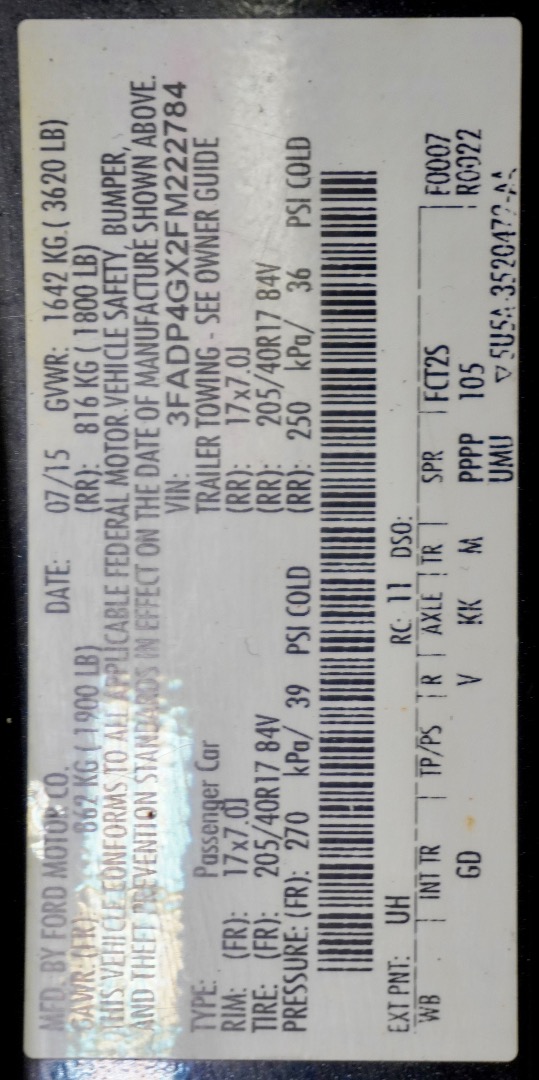 MFD. BY FORD MOTOR CO. DATE: 07/15 GVWR: 1642 KG.( 3620 LB)
GAWR:(FR): 862 KG ( 1900 LB) (RR): 816 KG ( 1800 LB)
THIS VEHICLE CONFORMS TO ALL APPLICABLE FEDERAL MOTOR VEHICLE SAFETY, BUMPER,
AND THEFT PREVENTION STANDARDS IN EFFECT ON THE DATE OF MANUFACTURE SHOWN ABOVE.
VIN: 3FADP4GX2FM222784
TYPE: Passenger Car TRAILER TOWING - SEE OWNER GUIDE
RIM: (FR): 17x7.0J (RR): 17x7.0J
TIRE: (FR): 205/40R17 84V (RR): 205/40R17 84V
PRESSURE: (FR): 270 kPa/ 39 PSI COLD (RR): 250 kPa/ 36 PSI COLD
EXT PNT: UH RC: 11 DSO: F0007
WB INT TR TP/PS R AXLE TR SPR FCT2S R0022
GD V KK M PPPP 105
UMU ▽5U5A-3520472-AA